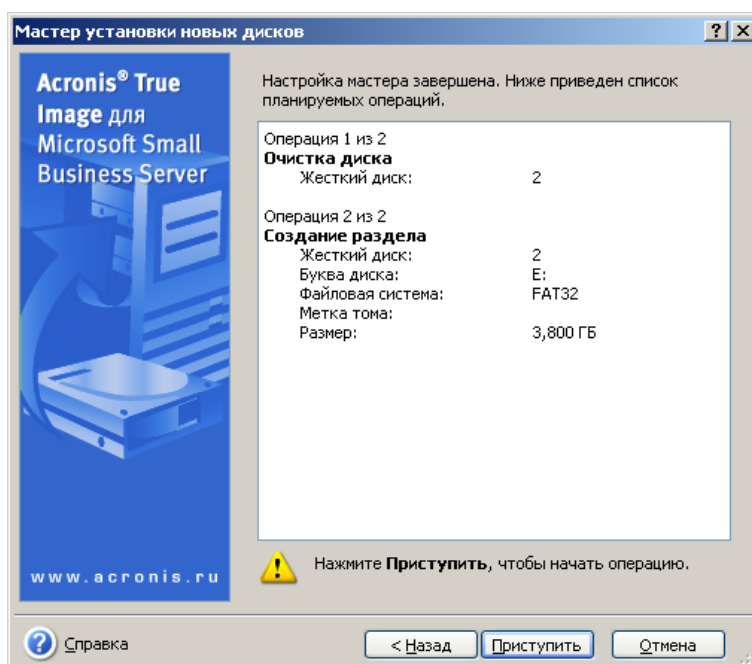 Мастер установки новых дисков
Acronis® True
Image для
Microsoft Small
Business Server
www.acronis.ru
Настройка мастера завершена. Ниже приведен список
планируемых операций.
Операция 1 из 2
Очистка диска
Жесткий диск: 2
Операция 2 из 2
Создание раздела
Жесткий диск: 2
Буква диска: E:
Файловая система: FAT32
Метка тома:
Размер: 3,800 ГБ
Нажмите Приступить, чтобы начать операцию.
Справка
< Назад
Приступить
Отмена